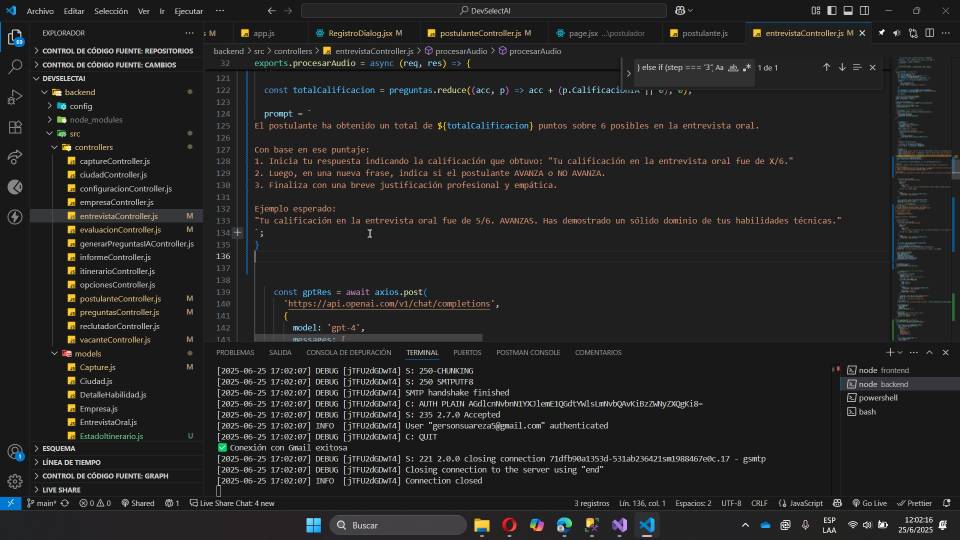 Archivo Editar Selección Ver Ir Ejecutar ... DevSelectAI
EXPLORADOR
CONTROL DE CÓDIGO FUENTE: REPOSITORIOS
CONTROL DE CÓDIGO FUENTE: CAMBIOS
DEVSELECTAI
backend
config
node_modules
src
controllers
captureController.js
ciudadController.js
configuracionController.js
empresaController.js
entrevistaController.js M
evaluacionController.js M
generarPreguntasIAController.js
informeController.js
itinerarioController.js
opcionesController.js
postulanteController.js M
preguntasController.js M
reclutadorController.js
vacanteController.js M
models
Capture.js M
Ciudad.js
DetalleHabilidad.js
Empresa.js
EntrevistaOral.js
EstadoItinerario.js U
ESQUEMA
LÍNEA DE TIEMPO
CONTROL DE CÓDIGO FUENTE: GRAPH
LIVE SHARE
M app.js RegistroDialog.jsx M postulanteController.js M page.jsx ...\postulador postulante.js entrevistaController.js M
backend > src > controllers > entrevistaController.js > procesarAudio > procesarAudio
32 exports.procesarAudio = async (req, res) => {
} else if (step === '3' Aa ab 1 de 1
121
122 const totalCalificacion = preguntas.reduce((acc, p) => acc + (p.CalificacionIA || 0), 0);
123
124 prompt = `
125 El postulante ha obtenido un total de ${totalCalificacion} puntos sobre 6 posibles en la entrevista oral.
126
127 Con base en ese puntaje:
128 1. Inicia tu respuesta indicando la calificación que obtuvo: "Tu calificación en la entrevista oral fue de X/6."
129 2. Luego, en una nueva frase, indica si el postulante AVANZA o NO AVANZA.
130 3. Finaliza con una breve justificación profesional y empática.
131
132 Ejemplo esperado:
133 "Tu calificación en la entrevista oral fue de 5/6. AVANZAS. Has demostrado un sólido dominio de tus habilidades técnicas."
134 `;
135 }
136
137
138
139 const gptRes = await axios.post(
140 'https://api.openai.com/v1/chat/completions',
141 {
142 model: 'gpt-4',
143 messages: [
PROBLEMAS SALIDA CONSOLA DE DEPURACIÓN TERMINAL PUERTOS POSTMAN CONSOLE COMENTARIOS
[2025-06-25 17:02:07] DEBUG [jTFU2dGDwT4] S: 250-CHUNKING
[2025-06-25 17:02:07] DEBUG [jTFU2dGDwT4] S: 250 SMTPUTF8
[2025-06-25 17:02:07] DEBUG [jTFU2dGDwT4] SMTP handshake finished
[2025-06-25 17:02:07] DEBUG [jTFU2dGDwT4] C: AUTH PLAIN
[2025-06-25 17:02:07] DEBUG [jTFU2dGDwT4] S: 235 2.7.0 Accepted
[2025-06-25 17:02:07] INFO [jTFU2dGDwT4] User "gersonsuareza5@gmail.com" authenticated
[2025-06-25 17:02:07] DEBUG [jTFU2dGDwT4] C: QUIT
✅ Conexión con Gmail exitosa
[2025-06-25 17:02:07] DEBUG [jTFU2dGDwT4] S: 221 2.0.0 closing connection 71dfb90a1353d-531ab236421sm1988467e0c.17 - gsmtp
[2025-06-25 17:02:07] DEBUG [jTFU2dGDwT4] Closing connection to the server using "end"
[2025-06-25 17:02:07] INFO [jTFU2dGDwT4] Connection closed
node frontend
node backend
powershell
bash
main* 0 0 Shared 1 Live Share Chat: 4 new 3 registros Lín. 136, col. 1 Espacios: 2 UTF-8 CRLF {} JavaScript Go Live Prettier
Buscar
ESP
LAA
12:02:16
25/6/2025